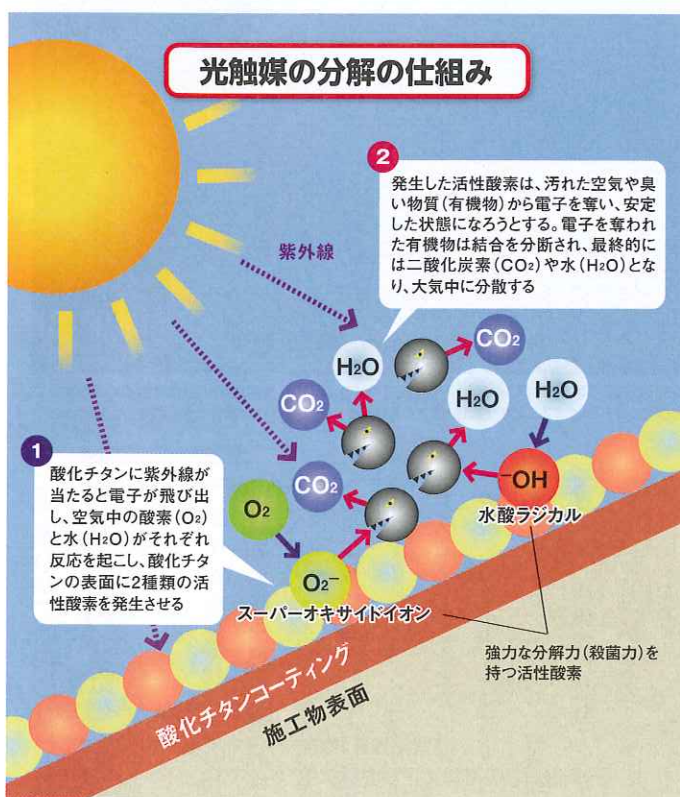 光触媒の分解の仕組み
2
発生した活性酸素は、汚れた空気や臭
い物質(有機物)から電子を奪い、安定
した状態になろうとする。電子を奪われ
た有機物は結合を分断され、最終的に
は二酸化炭素(CO₂)や水(H₂O)とな
り、大気中に分散する
紫外線
CO₂
H₂O
CO₂
H₂O
H₂O
1
酸化チタンに紫外線が
当たると電子が飛び出
し、空気中の酸素(O₂)
と水(H₂O)がそれぞれ
反応を起こし、酸化チタ
ンの表面に2種類の活
性酸素を発生させる
CO₂
O₂
⁻OH
水酸ラジカル
O₂⁻
スーパーオキサイドイオン
強力な分解力(殺菌力)を
持つ活性酸素
酸化チタンコーティング
施工物表面